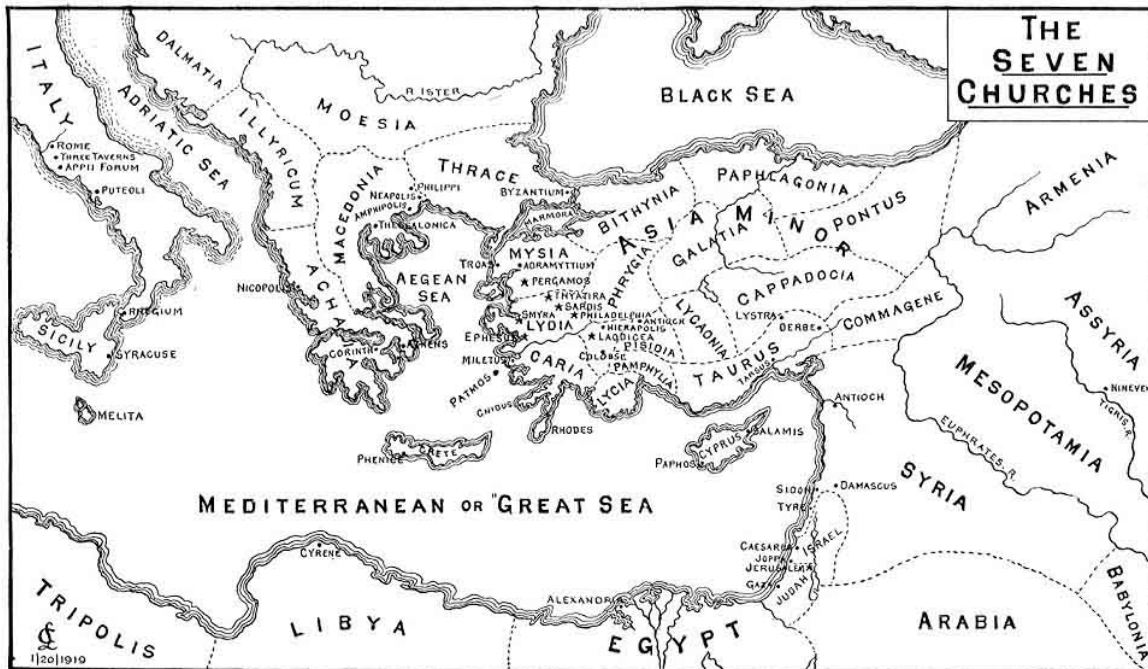 THE
SEVEN
CHURCHES
ITALY
ADRIATIC SEA
DALMATIA
ILLYRICUM
MOESIA
R. ISTER
BLACK SEA
ROME
THREE TAVERNS
APPII FORUM
PUTEOLI
MACEDONIA
THRACE
PHILIPPI
NEAPOLIS
AMPHIPOLIS
THESSALONICA
BYZANTIUM
MARMORA
BITHYNIA
PAPHLAGONIA
PONTUS
ASIA MINOR
GALATIA
ARMENIA
NICOPOLIS
ACHAIA
AEGEAN
SEA
TROAS
MYSIA
ADRAMYTTIUM
PERGAMOS
THYATIRA
SARDIS
SMYRA
PHILADELPHIA
LYDIA
ANTIOCH
HIERAPOLIS
LAODICEA
EPHESUS
PHRYGIA
LYCAONIA
CAPPADOCIA
LYSTRA
DERBE
COMMAGENE
ASSYRIA
RHEGIUM
SICILY
SYRACUSE
CORINTH
ATHENS
MILETUS
CARIA
PISIDIA
PAMPHYLIA
TAURUS
LYCIA
PATMOS
CNIDUS
RHODES
MELITA
PHENICE
CRETE
CYPRUS
SALAMIS
PAPHOS
ANTIOCH
MESOPOTAMIA
NINEVEH
TIGRIS. R.
EUPHRATES. R.
SYRIA
MEDITERRANEAN OR "GREAT SEA
SIDON
DAMASCUS
TYRE
CAESAREA
ISRAEL
JOPPA
JERUSALEM
JUDAH
GAZA
CYRENE
ALEXANDRIA
TRIPOLIS
LIBYA
EGYPT
ARABIA
BABYLONIA
1/20/1919